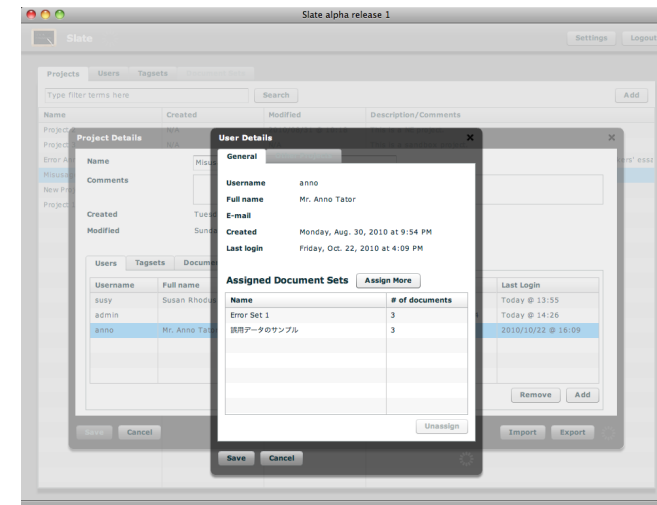 Slate alpha release 1
Slate
Settings
Logout
Projects
Users
Tagsets
Type filter terms here
Search
Add
Name
Created
Modified
Description/Comments
Project Details
Name
Misus
Comments
Created
Tuesd
Modified
Sunda
Users
Tagsets
Docume
Username
Full name
Last Login
susy
Susan Rhodus
Today @ 13:55
admin
Today @ 14:26
anno
Mr. Anno Tato
2010/10/22 @ 16:09
Remove
Add
Save
Cancel
Import
Export
User Details
General
Username
anno
Full name
Mr. Anno Tator
E-mail
Created
Monday, Aug. 30, 2010 at 9:54 PM
Last login
Friday, Oct. 22, 2010 at 4:09 PM
Assigned Document Sets
Assign More
Name
# of documents
Error Set 1
3
誤用データのサンプル
3
Unassign
Save
Cancel